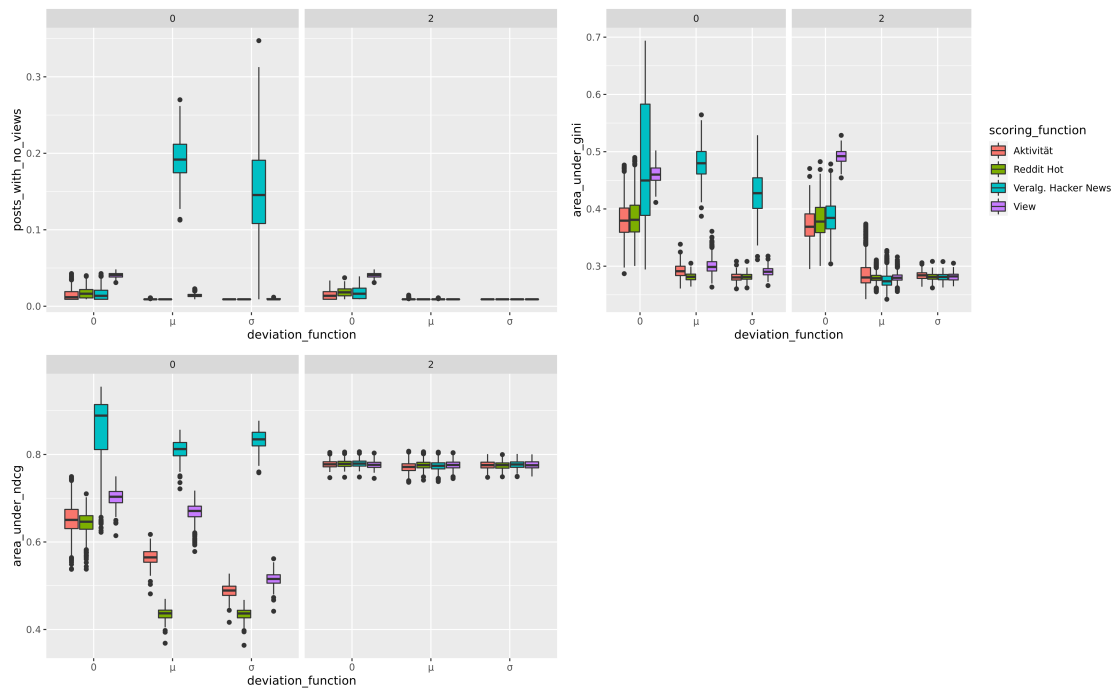 0
2
posts_with_no_views
0.3
0.2
0.1
0.0
0
μ
σ
0
μ
σ
deviation_function
0
2
area_under_gini
0.7
0.6
0.5
0.4
0.3
0
μ
σ
0
μ
σ
deviation_function
scoring_function
Aktivität
Reddit Hot
Veralg. Hacker News
View
0
2
area_under_ndcg
0.8
0.6
0.4
0
μ
σ
0
μ
σ
deviation_function